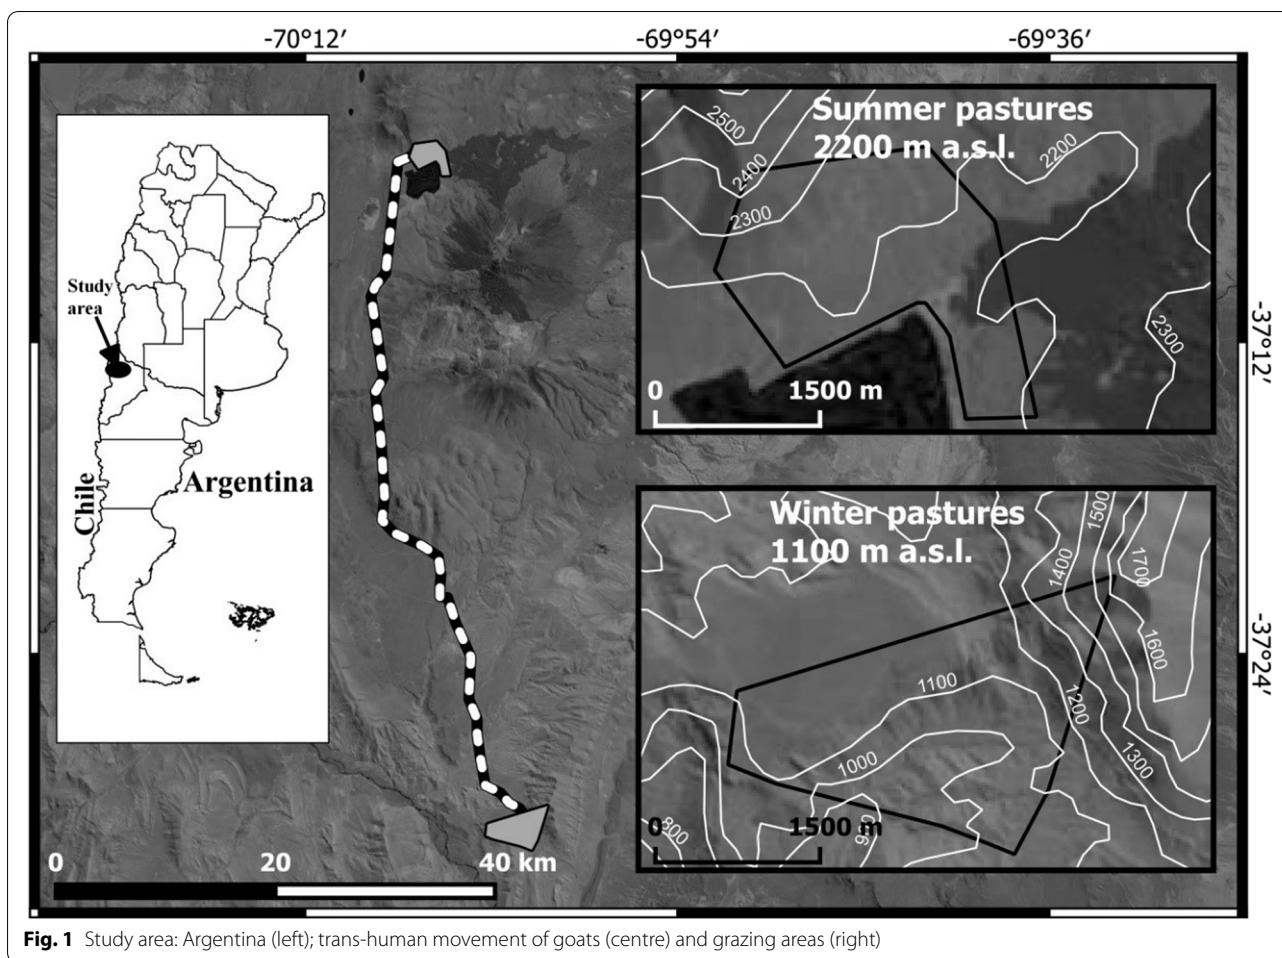 -70°12′ -69°54′ -69°36′
Study
area
Chile
Argentina
0 20 40 km
Summer pastures
2200 m a.s.l.
2500
2400
2300
2200
2300
0 1500 m
-37°12′
Winter pastures
1100 m a.s.l.
1500
1400
1700
1600
1100
1200
1000
1300
800
900
0 1500 m
-37°24′
Fig. 1 Study area: Argentina (left); trans-human movement of goats (centre) and grazing areas (right)